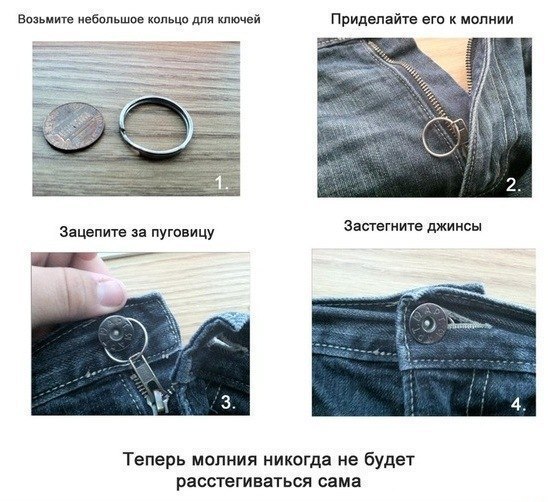 Возьмите небольшое кольцо для ключей
Приделайте его к молнии
1.
2.
Зацепите за пуговицу
Застегните джинсы
3.
4.
Теперь молния никогда не будет
расстегиваться сама